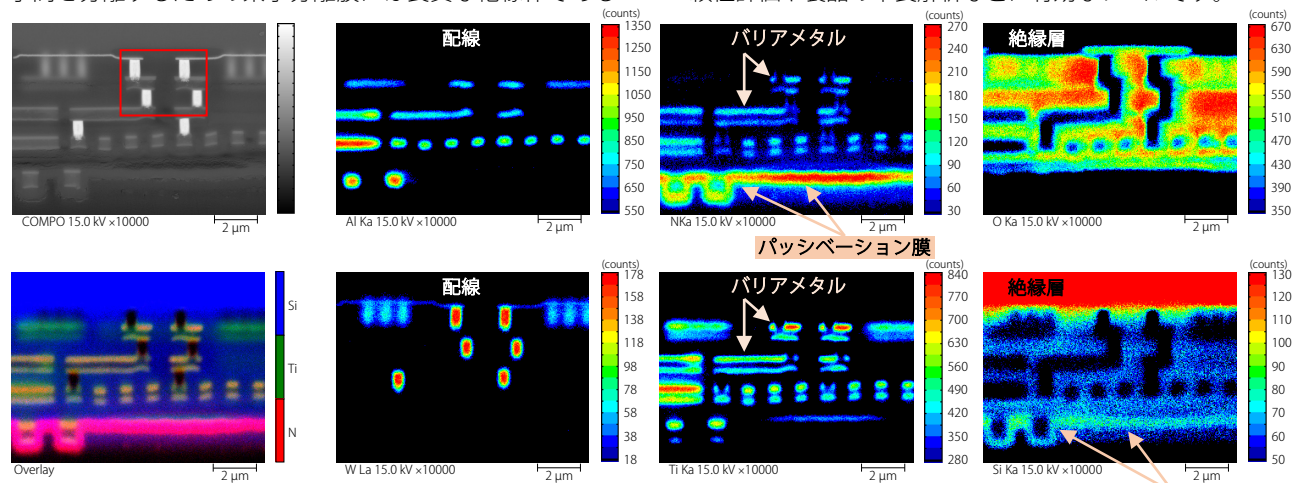 (counts)
(counts)
(counts)
配線
1350
1250
1150
1050
950
850
750
650
550
バリアメタル
270
240
210
180
150
120
90
60
30
絶縁層
670
630
590
550
510
470
430
390
350
COMPO 15.0 kV ×10000
2 μm
Al Ka 15.0 kV ×10000
2 μm
NKa 15.0 kV ×10000
2 μm
O Ka 15.0 kV ×10000
2 μm
パッシベーション膜
(counts)
(counts)
(counts)
Si
Ti
N
配線
178
158
138
118
98
78
58
38
18
バリアメタル
840
770
700
630
560
490
420
350
280
絶縁層
130
120
110
100
90
80
70
60
50
Overlay
2 μm
W La 15.0 kV ×10000
2 μm
Ti Ka 15.0 kV ×10000
2 μm
Si Ka 15.0 kV ×10000
2 μm